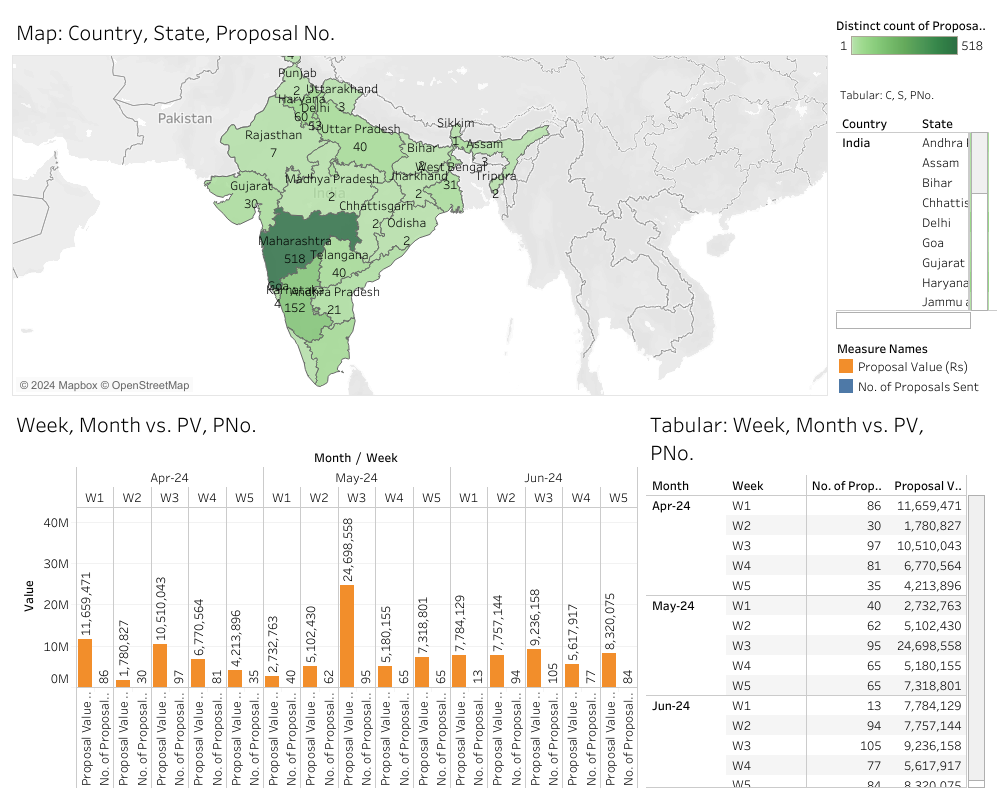 Map: Country, State, Proposal No.
Punjab
2
Uttarakhand
3
Haryana
60
Delhi
53
Pakistan
Rajasthan
7
Uttar Pradesh
40
Sikkim
1
Assam
3
Bihar
West Bengal
31
Jharkhand
2
Tripura
2
Gujarat
30
Madhya Pradesh
India
2
Chhattisgarh
2
Odisha
2
Maharashtra
518
Telangana
40
Goa
4
Karnataka
152
Andhra Pradesh
21
© 2024 Mapbox © OpenStreetMap
Distinct count of Proposa..
1 518
Tabular: C, S, PNo.
Country State
India Andhra
Assam
Bihar
Chhattis
Delhi
Goa
Gujarat
Haryana
Jammu
Measure Names
Proposal Value (Rs)
No. of Proposals Sent
Week, Month vs. PV, PNo.
Month / Week
Apr-24 May-24 Jun-24
W1 W2 W3 W4 W5 W1 W2 W3 W4 W5 W1 W2 W3 W4 W5
Value
40M
30M
20M
10M
0M
11,659,471 86 1,780,827 30 10,510,043 97 6,770,564 81 4,213,896 35 2,732,763 40 5,102,430 62 24,698,558 95 5,180,155 65 7,318,801 65 7,784,129 13 7,757,144 94 9,236,158 105 5,617,917 77 8,320,075 84
Proposal Value .. No. of Proposal.. Proposal Value .. No. of Proposal.. Proposal Value .. No. of Proposal.. Proposal Value .. No. of Proposal.. Proposal Value .. No. of Proposal.. Proposal Value .. No. of Proposal.. Proposal Value .. No. of Proposal.. Proposal Value .. No. of Proposal.. Proposal Value .. No. of Proposal.. Proposal Value .. No. of Proposal.. Proposal Value .. No. of Proposal.. Proposal Value .. No. of Proposal.. Proposal Value .. No. of Proposal.. Proposal Value .. No. of Proposal.. Proposal Value .. No. of Proposal..
Tabular: Week, Month vs. PV,
PNo.
Month Week No. of Prop.. Proposal V..
Apr-24 W1 86 11,659,471
W2 30 1,780,827
W3 97 10,510,043
W4 81 6,770,564
W5 35 4,213,896
May-24 W1 40 2,732,763
W2 62 5,102,430
W3 95 24,698,558
W4 65 5,180,155
W5 65 7,318,801
Jun-24 W1 13 7,784,129
W2 94 7,757,144
W3 105 9,236,158
W4 77 5,617,917
W5 84 8,320,075